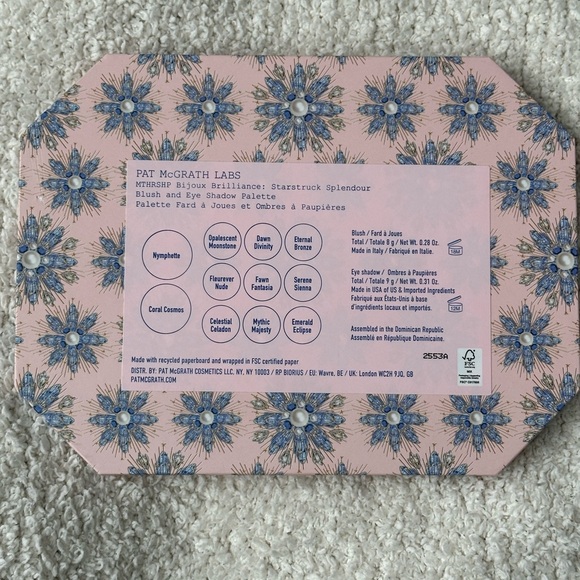 PAT McGRATH LABS
MTHRSHP Bijoux Brilliance: Starstruck Splendour
Blush and Eye Shadow Palette
Palette Fard à Joues et Ombres à Paupières
Nymphette
Coral Cosmos
Opalescent Moonstone
Dawn Divinity
Eternal Bronze
Fleurever Nude
Fawn Fantasia
Serene Sienna
Celestial Celadon
Mythic Majesty
Emerald Eclipse
Blush / Fard à Joues
Total / Totale 8 g / Net Wt. 0.28 Oz.
Made in Italy / Fabriqué en Italie.
Eye shadow / Ombres à Paupières
Total / Totale 9 g / Net Wt. 0.31 Oz.
Made in USA of US & Imported Ingredients
Fabriqué aux États-Unis à base
d'ingrédients locaux et importés.
12M
Assembled in the Dominican Republic
Assemblé en République Dominicaine.
2553A
FSC
Made with recycled paperboard and wrapped in FSC certified paper
DISTR. BY: PAT McGRATH COSMETICS LLC. NY, NY 10003 / RP BIORIUS / EU: Wavre, BE / UK: London WC2H 9JQ, GB
PATMCGRATH.COM